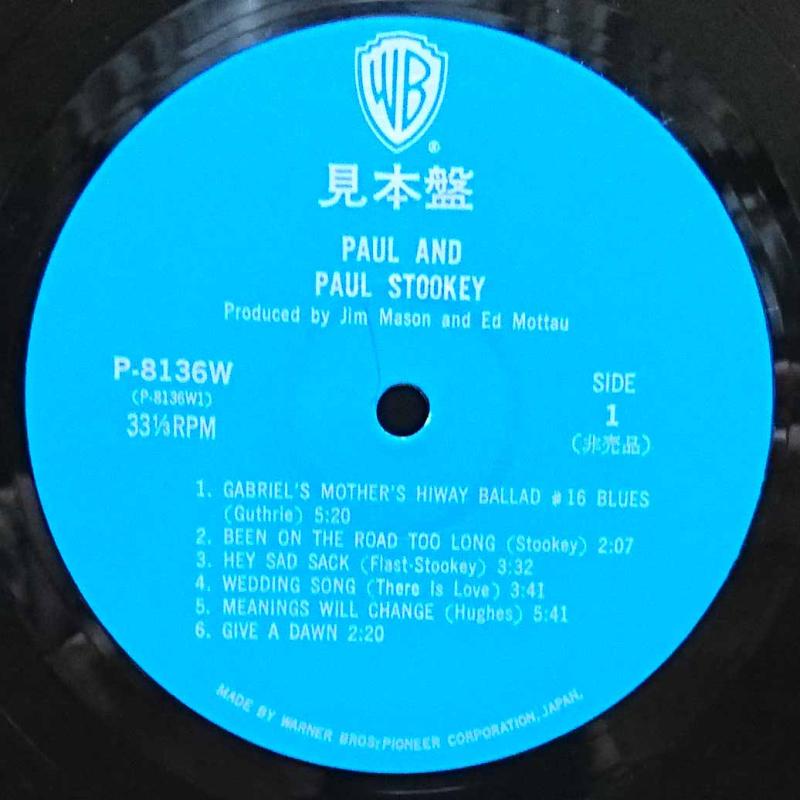 WB
®
見本盤
PAUL AND
PAUL STOOKEY
Produced by Jim Mason and Ed Mottau
P-8136W
(P-8136W1)
33⅓RPM
SIDE
1
(非売品)
1. GABRIEL'S MOTHER'S HIWAY BALLAD #16 BLUES
(Guthrie) 5:20
2. BEEN ON THE ROAD TOO LONG (Stookey) 2:07
3. HEY SAD SACK (Flast-Stookey) 3:32
4. WEDDING SONG (There Is Love) 3:41
5. MEANINGS WILL CHANGE (Hughes) 5:41
6. GIVE A DAWN 2:20
MADE BY WARNER BROS; PIONEER CORPORATION, JAPAN.